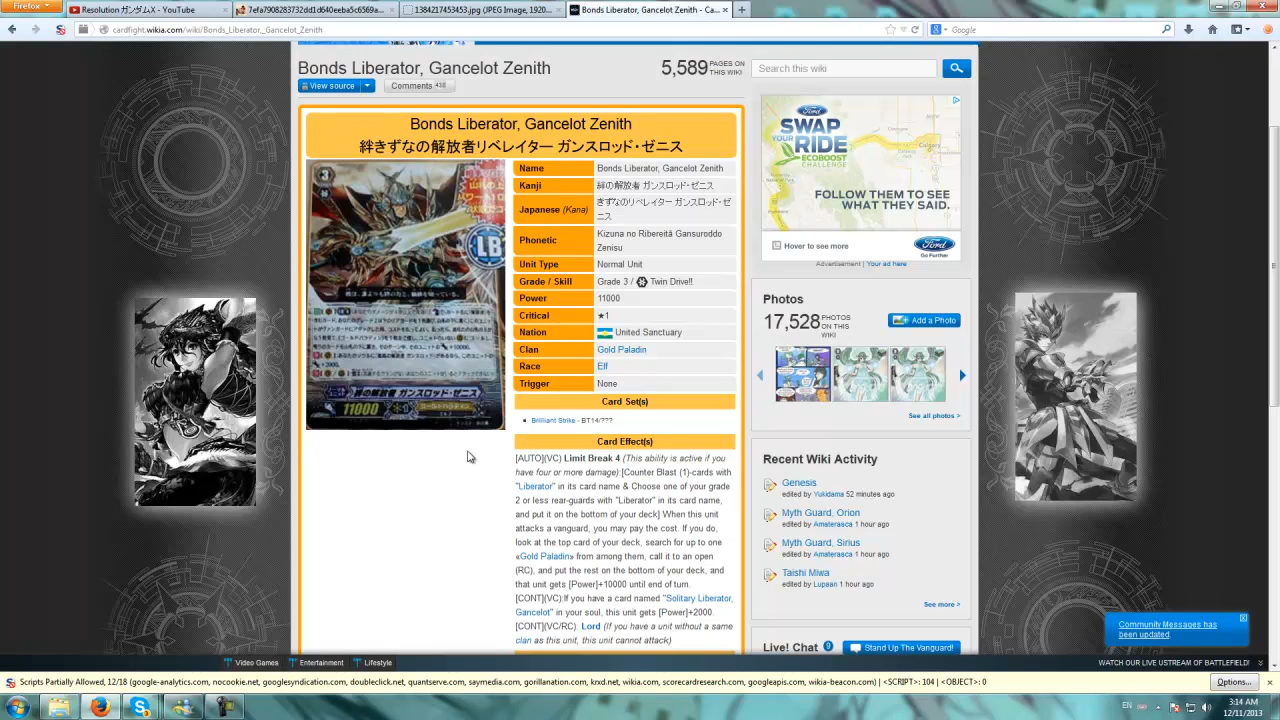 Firefox
Resolution ガンダムX - YouTube
7efa7908283732dd1d640eeba5c6569a...
1384217453453.jpg (JPEG Image, 1920...
Bonds Liberator, Gancelot Zenith - Ca...
cardfight.wikia.com/wiki/Bonds_Liberator,_Gancelot_Zenith
Google
Bonds Liberator, Gancelot Zenith
5,589 PAGES ON THIS WIKI
Search this wiki
View source
Comments 438
Bonds Liberator, Gancelot Zenith
絆きずなの解放者リベレイター ガンスロッド・ゼニス
Name Bonds Liberator, Gancelot Zenith
Kanji 絆の解放者 ガンスロッド・ゼニス
Japanese (Kana) きずなのリベレイター ガンスロッド・ゼ
ニス
Phonetic Kizuna no Ribereitā Gansuroddo
Zenisu
Unit Type Normal Unit
Grade / Skill Grade 3 / Twin Drive!!
Power 11000
Critical ★1
Nation United Sanctuary
Clan Gold Paladin
Race Elf
Trigger None
Card Set(s)
Brilliant Strike - BT14/???
Card Effect(s)
[AUTO](VC) Limit Break 4 (This ability is active if you
have four or more damage):[Counter Blast (1)-cards with
"Liberator" in its card name & Choose one of your grade
2 or less rear-guards with "Liberator" in its card name,
and put it on the bottom of your deck] When this unit
attacks a vanguard, you may pay the cost. If you do,
look at the top card of your deck, search for up to one
«Gold Paladin» from among them, call it to an open
(RC), and put the rest on the bottom of your deck, and
that unit gets [Power]+10000 until end of turn.
[CONT](VC):If you have a card named "Solitary Liberator,
Gancelot" in your soul, this unit gets [Power]+2000.
[CONT](VC/RC): Lord (If you have a unit without a same
clan as this unit, this unit cannot attack)
3
LB
11000
絆の解放者 ガンスロッド・ゼニス
ゴールドパラディン
Ford
SWAP
YOUR
RIDE
ECOBOOST
CHALLENGE
Calgary
FOLLOW THEM TO SEE
WHAT THEY SAID.
Hover to see more
Ford
Go Further
Advertisement | Your ad here
Photos
17,528 PHOTOS ON THIS WIKI
Add a Photo
See all photos >
Recent Wiki Activity
Genesis
edited by Yukidama 52 minutes ago
Myth Guard, Orion
edited by Amaterasca 1 hour ago
Myth Guard, Sirius
edited by Amaterasca 1 hour ago
Taishi Miwa
edited by Lupaan 1 hour ago
See more >
Live! Chat 9
Stand Up The Vanguard!
Community Messages has
been updated.
Video Games
Entertainment
Lifestyle
WATCH OUR LIVE USTREAM OF BATTLEFIELD!
Scripts Partially Allowed, 12/18 (google-analytics.com, nocookie.net, googlesyndication.com, doubleclick.net, quantserve.com, saymedia.com, gorillanation.com, krxd.net, wikia.com, scorecardresearch.com, googleapis.com, wikia-beacon.com) | <SCRIPT>: 104 | <OBJECT>: 0
Options...
EN
3:14 AM
12/11/2013